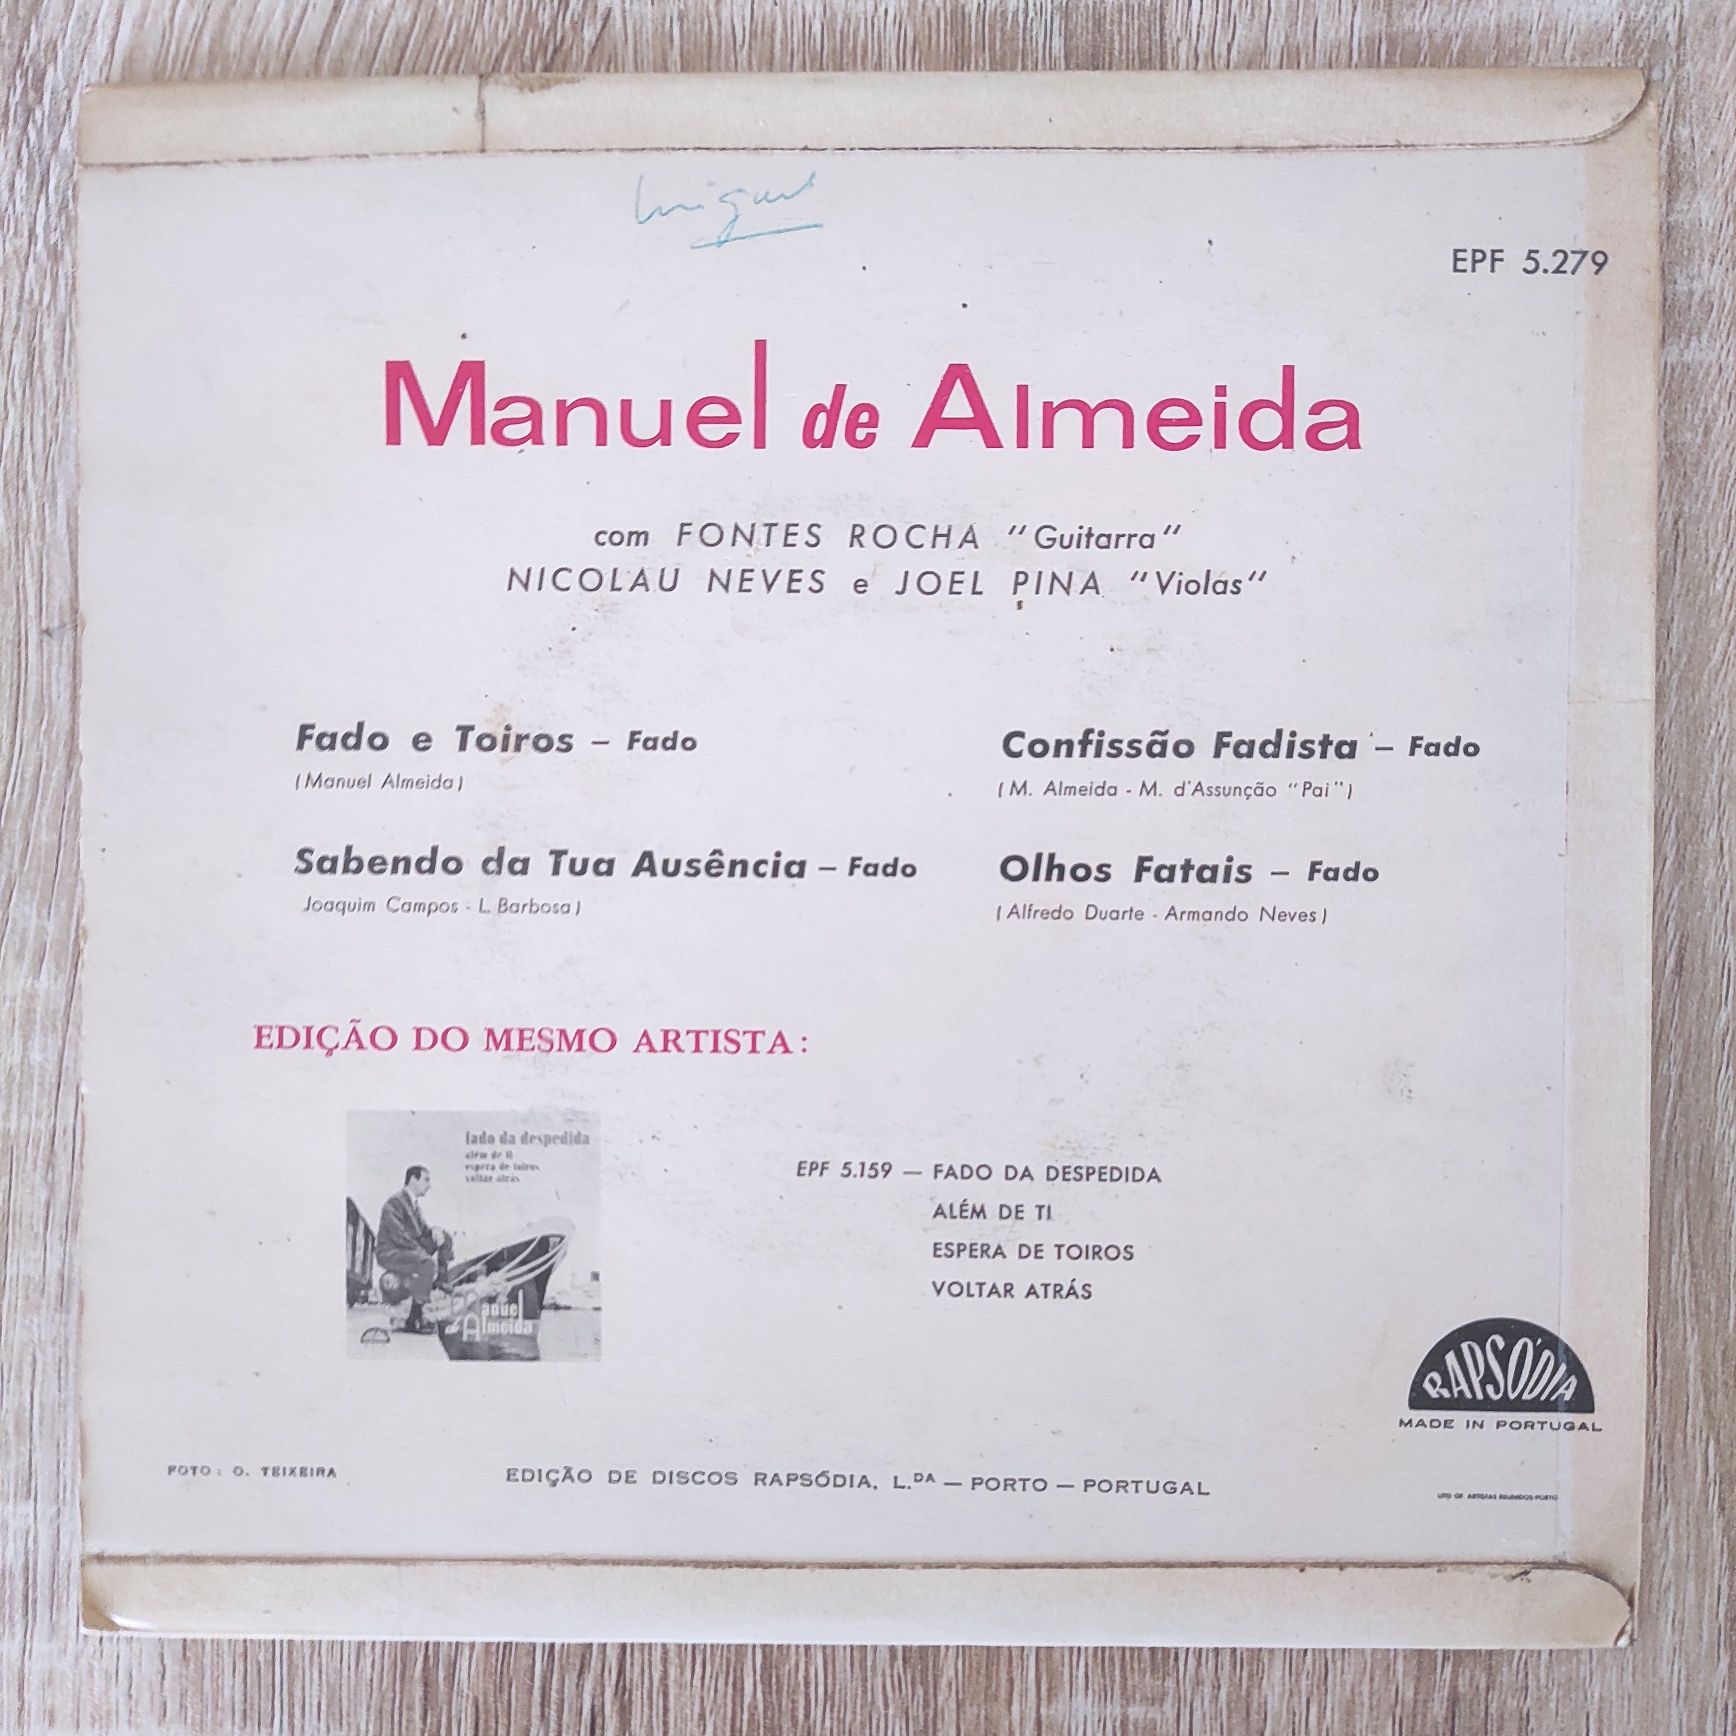 Miguel
EPF 5.279
Manuel de Almeida
com FONTES ROCHA "Guitarra"
NICOLAU NEVES e JOEL PINA "Violas"
Fado e Toiros – Fado
(Manuel Almeida)
Sabendo da Tua Ausência – Fado
Joaquim Campos - L. Barbosa)
Confissão Fadista – Fado
(M. Almeida - M. d'Assunção "Pai")
Olhos Fatais – Fado
(Alfredo Duarte - Armando Neves)
EDIÇÃO DO MESMO ARTISTA:
fado da despedida
além de ti
espera de toiros
voltar atrás
Manuel
d'Almeida
EPF 5.159 — FADO DA DESPEDIDA
ALÉM DE TI
ESPERA DE TOIROS
VOLTAR ATRÁS
RAPSÓDIA
MADE IN PORTUGAL
FOTO: O. TEIXEIRA
EDIÇÃO DE DISCOS RAPSÓDIA, L.DA — PORTO — PORTUGAL
ARTISTAS REUNIDOS-PORTO